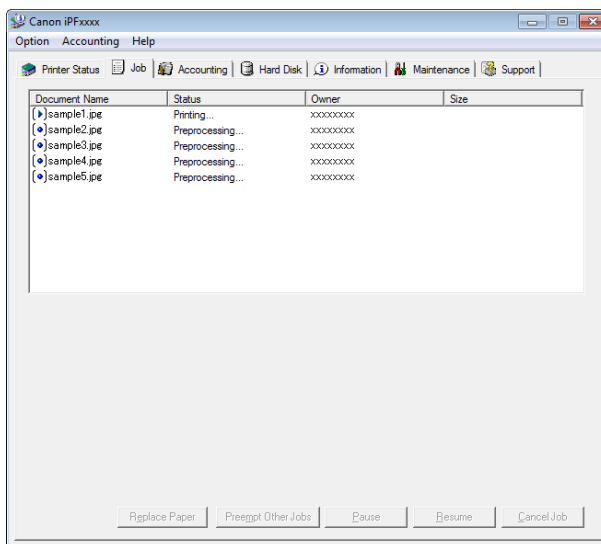 Canon iPFxxxx
Option Accounting Help
Printer Status Job Accounting Hard Disk Information Maintenance Support
Document Name Status Owner Size
sample1.jpg Printing... xxxxxxxx
sample2.jpg Preprocessing... xxxxxxxx
sample3.jpg Preprocessing... xxxxxxxx
sample4.jpg Preprocessing... xxxxxxxx
sample5.jpg Preprocessing... xxxxxxxx
Replace Paper Preempt Other Jobs Pause Resume Cancel Job